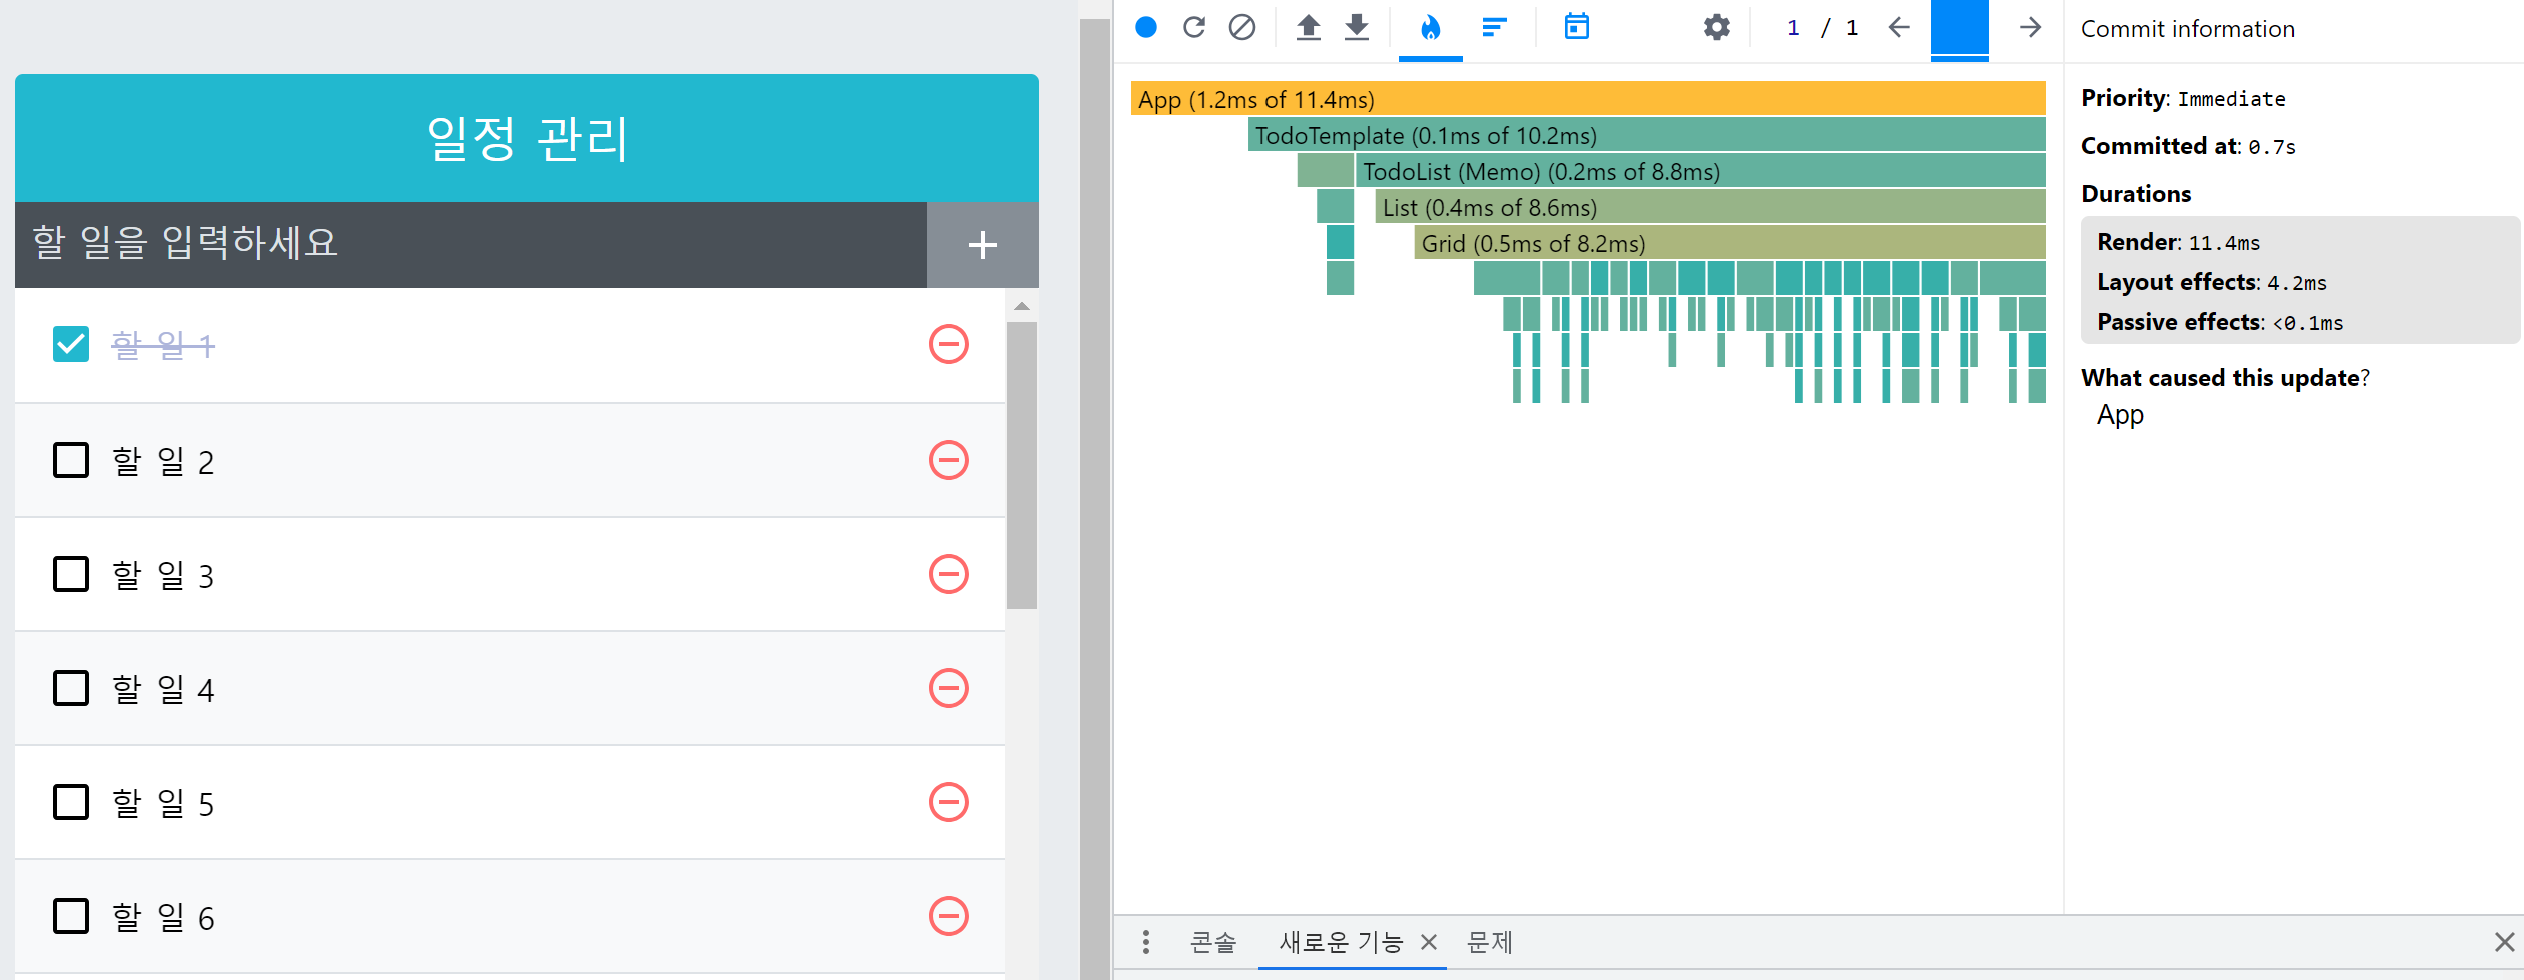 일정 관리
할 일을 입력하세요
할 일 1
할 일 2
할 일 3
할 일 4
할 일 5
할 일 6
1 / 1
App (1.2ms of 11.4ms)
TodoTemplate (0.1ms of 10.2ms)
TodoList (Memo) (0.2ms of 8.8ms)
List (0.4ms of 8.6ms)
Grid (0.5ms of 8.2ms)
Commit information
Priority: Immediate
Committed at: 0.7s
Durations
Render: 11.4ms
Layout effects: 4.2ms
Passive effects: <0.1ms
What caused this update?
App
콘솔 새로운 기능 문제